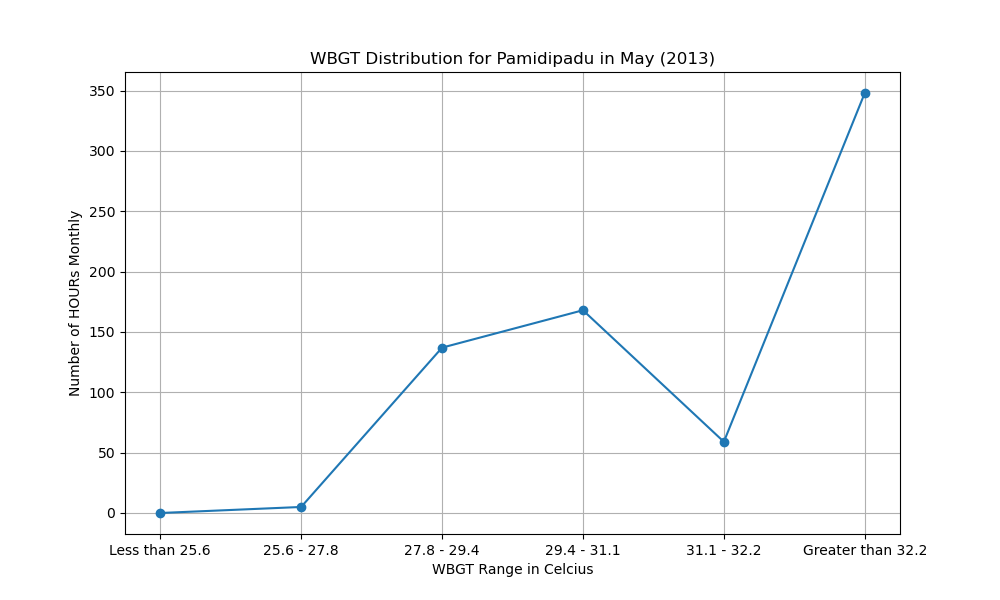 WBGT Distribution for Pamidipadu in May (2013)
Number of HOURs Monthly
350
300
250
200
150
100
50
0
Less than 25.6
25.6 - 27.8
27.8 - 29.4
29.4 - 31.1
31.1 - 32.2
Greater than 32.2
WBGT Range in Celcius